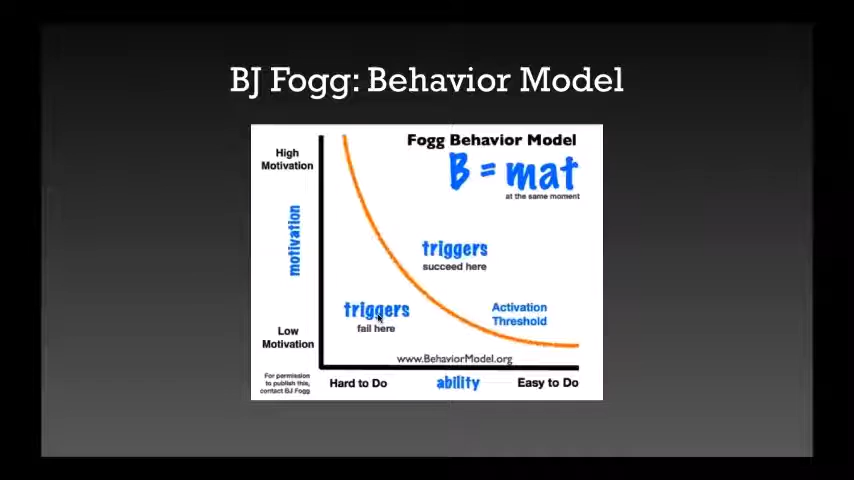 BJ Fogg: Behavior Model
Fogg Behavior Model
B = mat
at the same moment
High
Motivation
motivation
triggers
succeed here
triggers
fail here
Activation
Threshold
Low
Motivation
www.BehaviorModel.org
For permission
to publish this,
contact BJ Fogg
Hard to Do
ability
Easy to Do